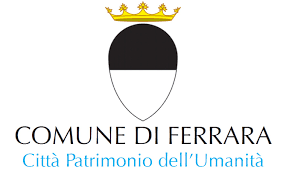 COMUNE DI FERRARA
Città Patrimonio dell'Umanità